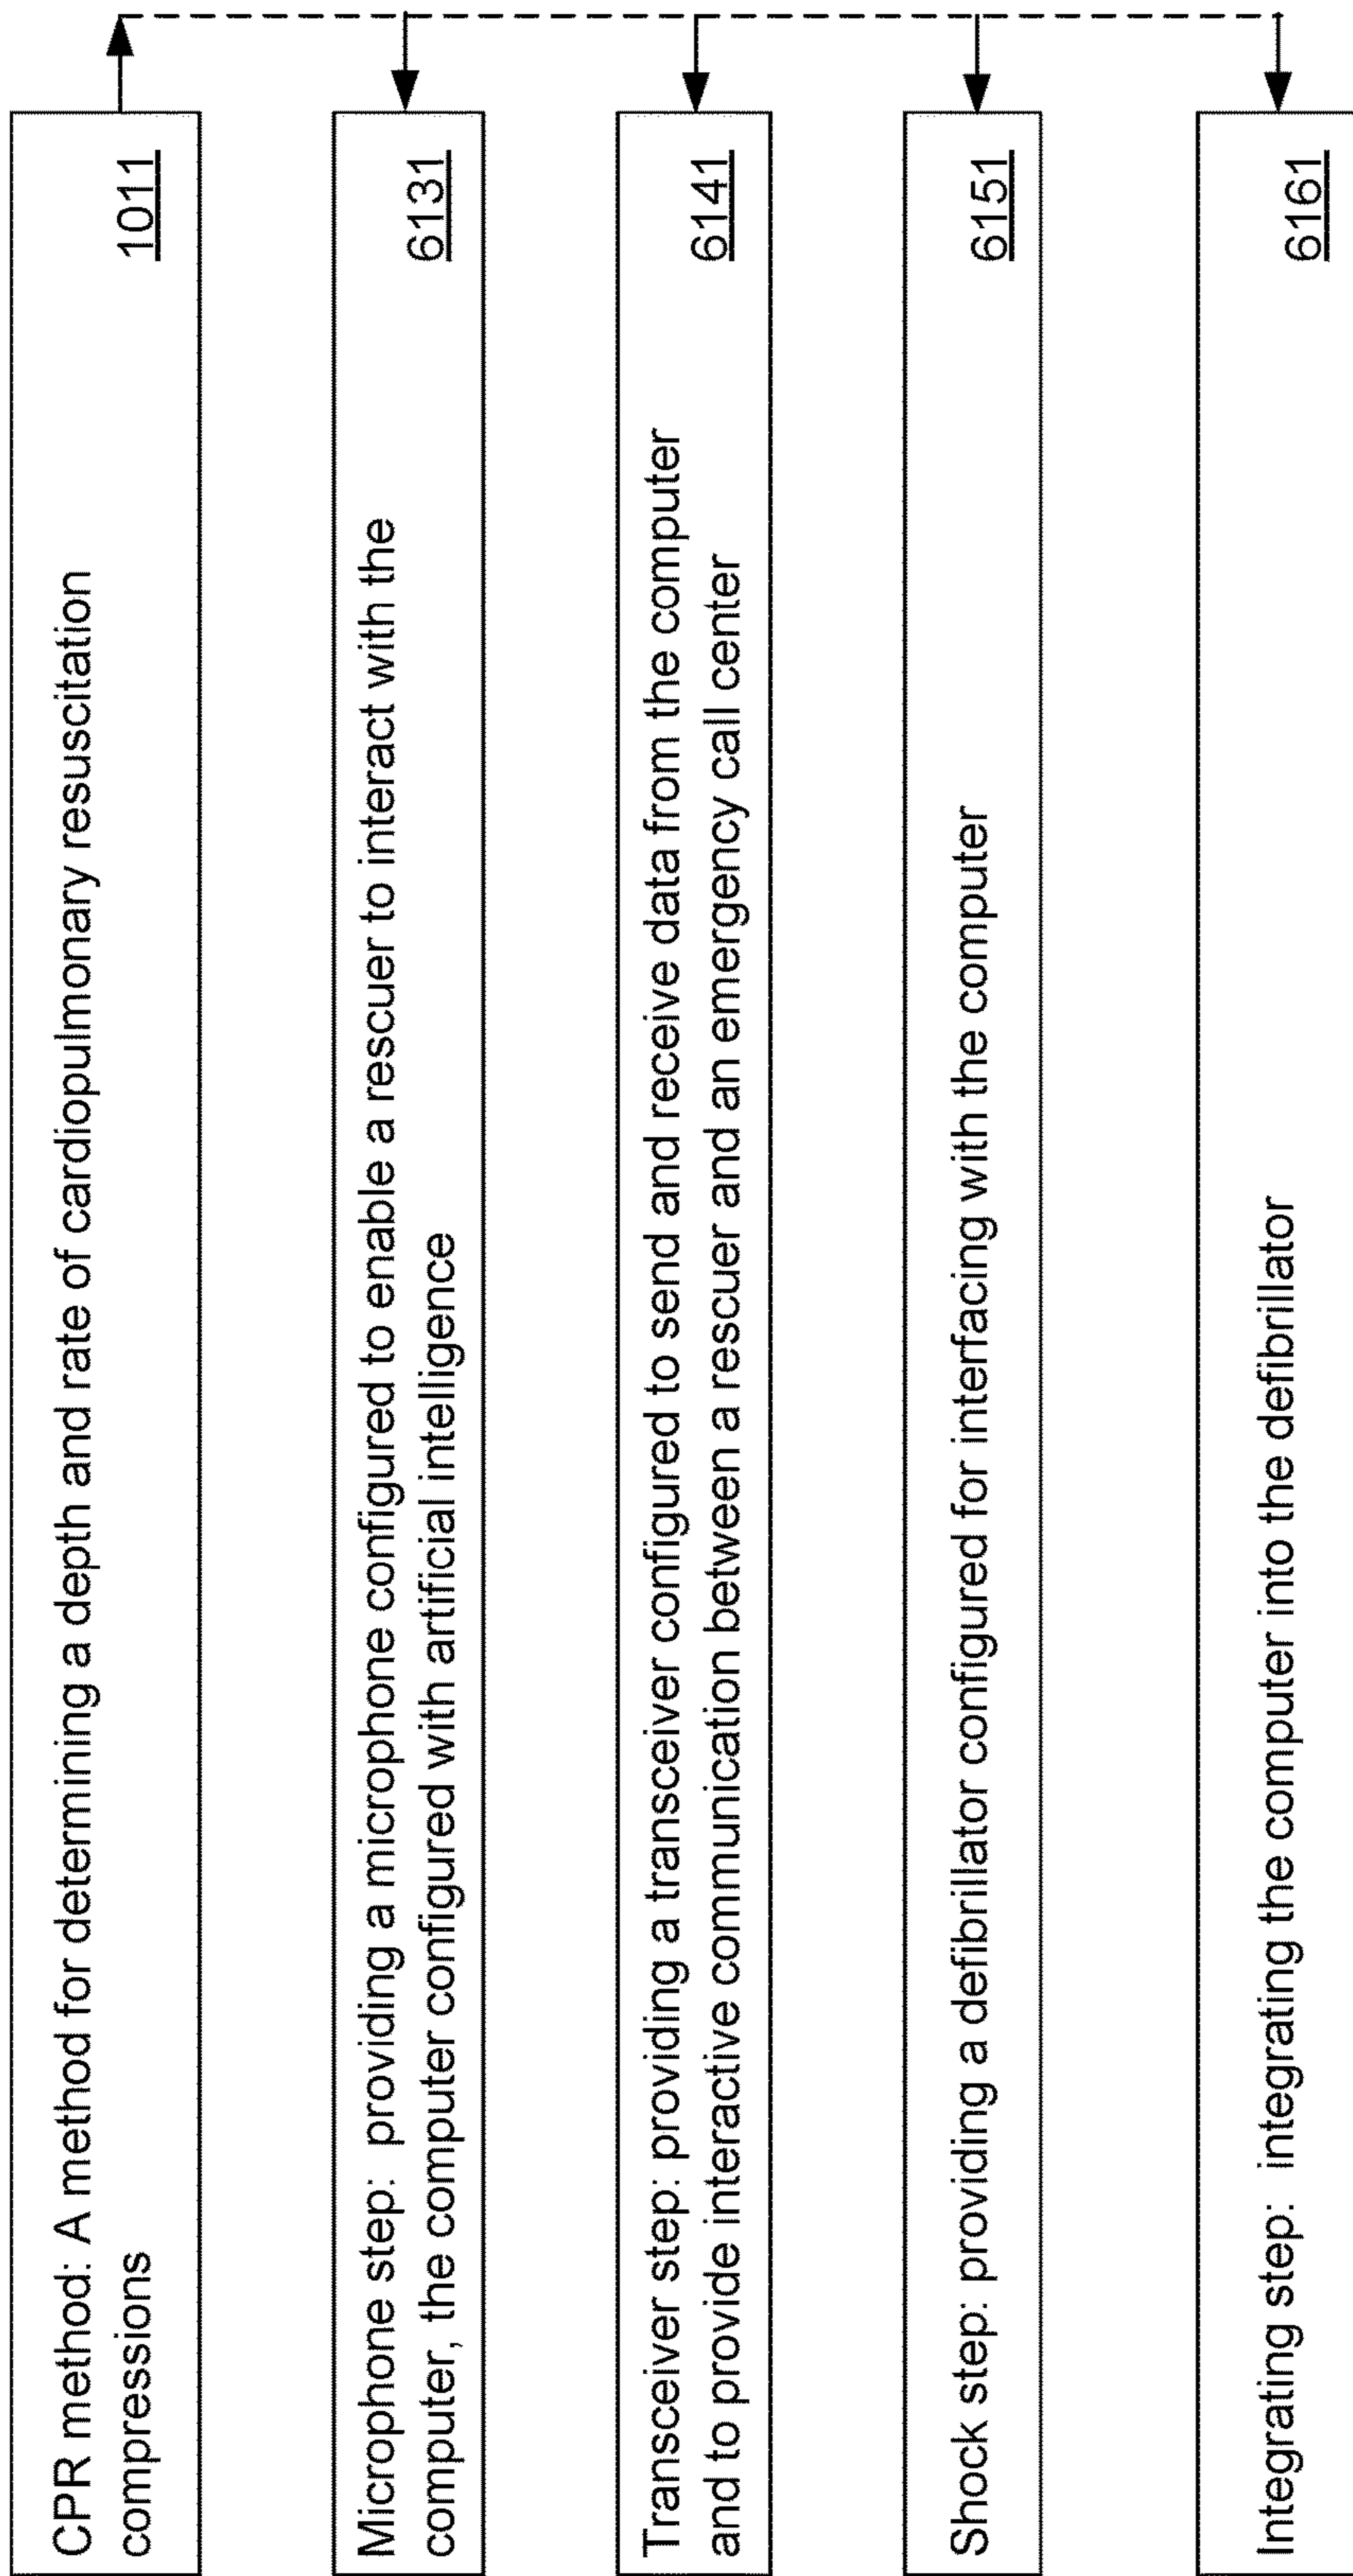 CPR method: A method for determining a depth and rate of cardiopulmonary resuscitation
compressions
1011
Microphone step: providing a microphone configured to enable a rescuer to interact with the
computer, the computer configured with artificial intelligence
6131
Transceiver step: providing a transceiver configured to send and receive data from the computer
and to provide interactive communication between a rescuer and an emergency call center
6141
Shock step: providing a defibrillator configured for interfacing with the computer
6151
Integrating step: integrating the computer into the defibrillator
6161